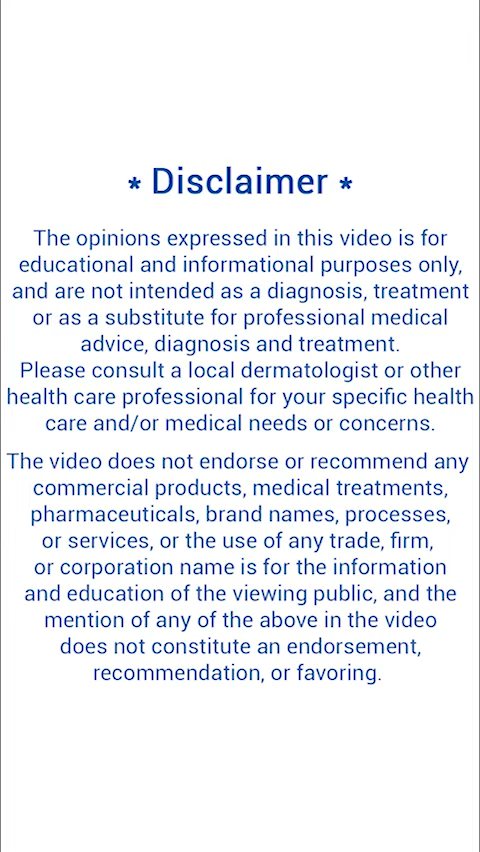 * Disclaimer *
The opinions expressed in this video is for
educational and informational purposes only,
and are not intended as a diagnosis, treatment
or as a substitute for professional medical
advice, diagnosis and treatment.
Please consult a local dermatologist or other
health care professional for your specific health
care and/or medical needs or concerns.
The video does not endorse or recommend any
commercial products, medical treatments,
pharmaceuticals, brand names, processes,
or services, or the use of any trade, firm,
or corporation name is for the information
and education of the viewing public, and the
mention of any of the above in the video
does not constitute an endorsement,
recommendation, or favoring.